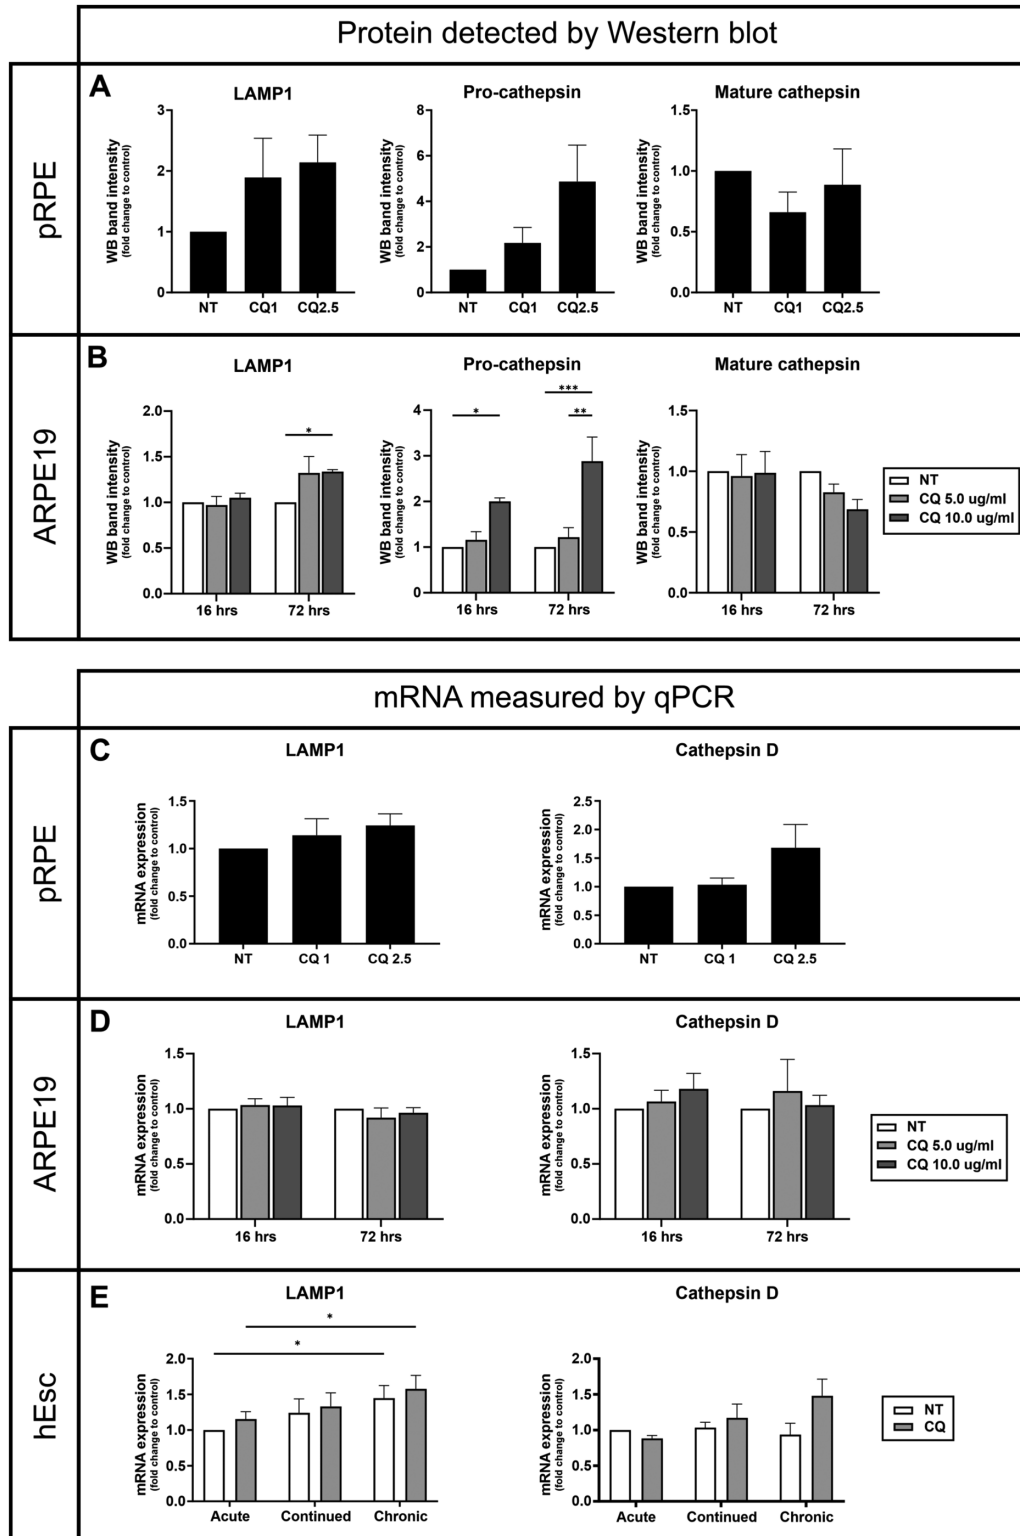 Protein detected by Western blot
pRPE
A
LAMP1
WB band intensity
(fold change to control)
3
2
1
0
NT CQ1 CQ2.5
Pro-cathepsin
WB band intensity
(fold change to control)
8
6
4
2
0
NT CQ1 CQ2.5
Mature cathepsin
WB band intensity
(fold change to control)
1.5
1.0
0.5
0.0
NT CQ1 CQ2.5
ARPE19
B
LAMP1
WB band intensity
(fold change to control)
2.0
1.5
1.0
0.5
0.0
*
16 hrs 72 hrs
Pro-cathepsin
WB band intensity
(fold change to control)
4
3
2
1
0
*
***
**
16 hrs 72 hrs
Mature cathepsin
WB band intensity
(fold change to control)
1.5
1.0
0.5
0.0
16 hrs 72 hrs
NT
CQ 5.0 ug/ml
CQ 10.0 ug/ml
mRNA measured by qPCR
pRPE
C
LAMP1
mRNA expression
(fold change to control)
1.5
1.0
0.5
0.0
NT CQ 1 CQ 2.5
Cathepsin D
mRNA expression
(fold change to control)
2.5
2.0
1.5
1.0
0.5
0.0
NT CQ 1 CQ 2.5
ARPE19
D
LAMP1
mRNA expression
(fold change to control)
1.5
1.0
0.5
0.0
16 hrs 72 hrs
Cathepsin D
mRNA expression
(fold change to control)
1.5
1.0
0.5
0.0
16 hrs 72 hrs
NT
CQ 5.0 ug/ml
CQ 10.0 ug/ml
hEsc
E
LAMP1
*
*
mRNA expression
(fold change to control)
2.0
1.5
1.0
0.5
0.0
Acute Continued Chronic
Cathepsin D
mRNA expression
(fold change to control)
2.0
1.5
1.0
0.5
0.0
Acute Continued Chronic
NT
CQ